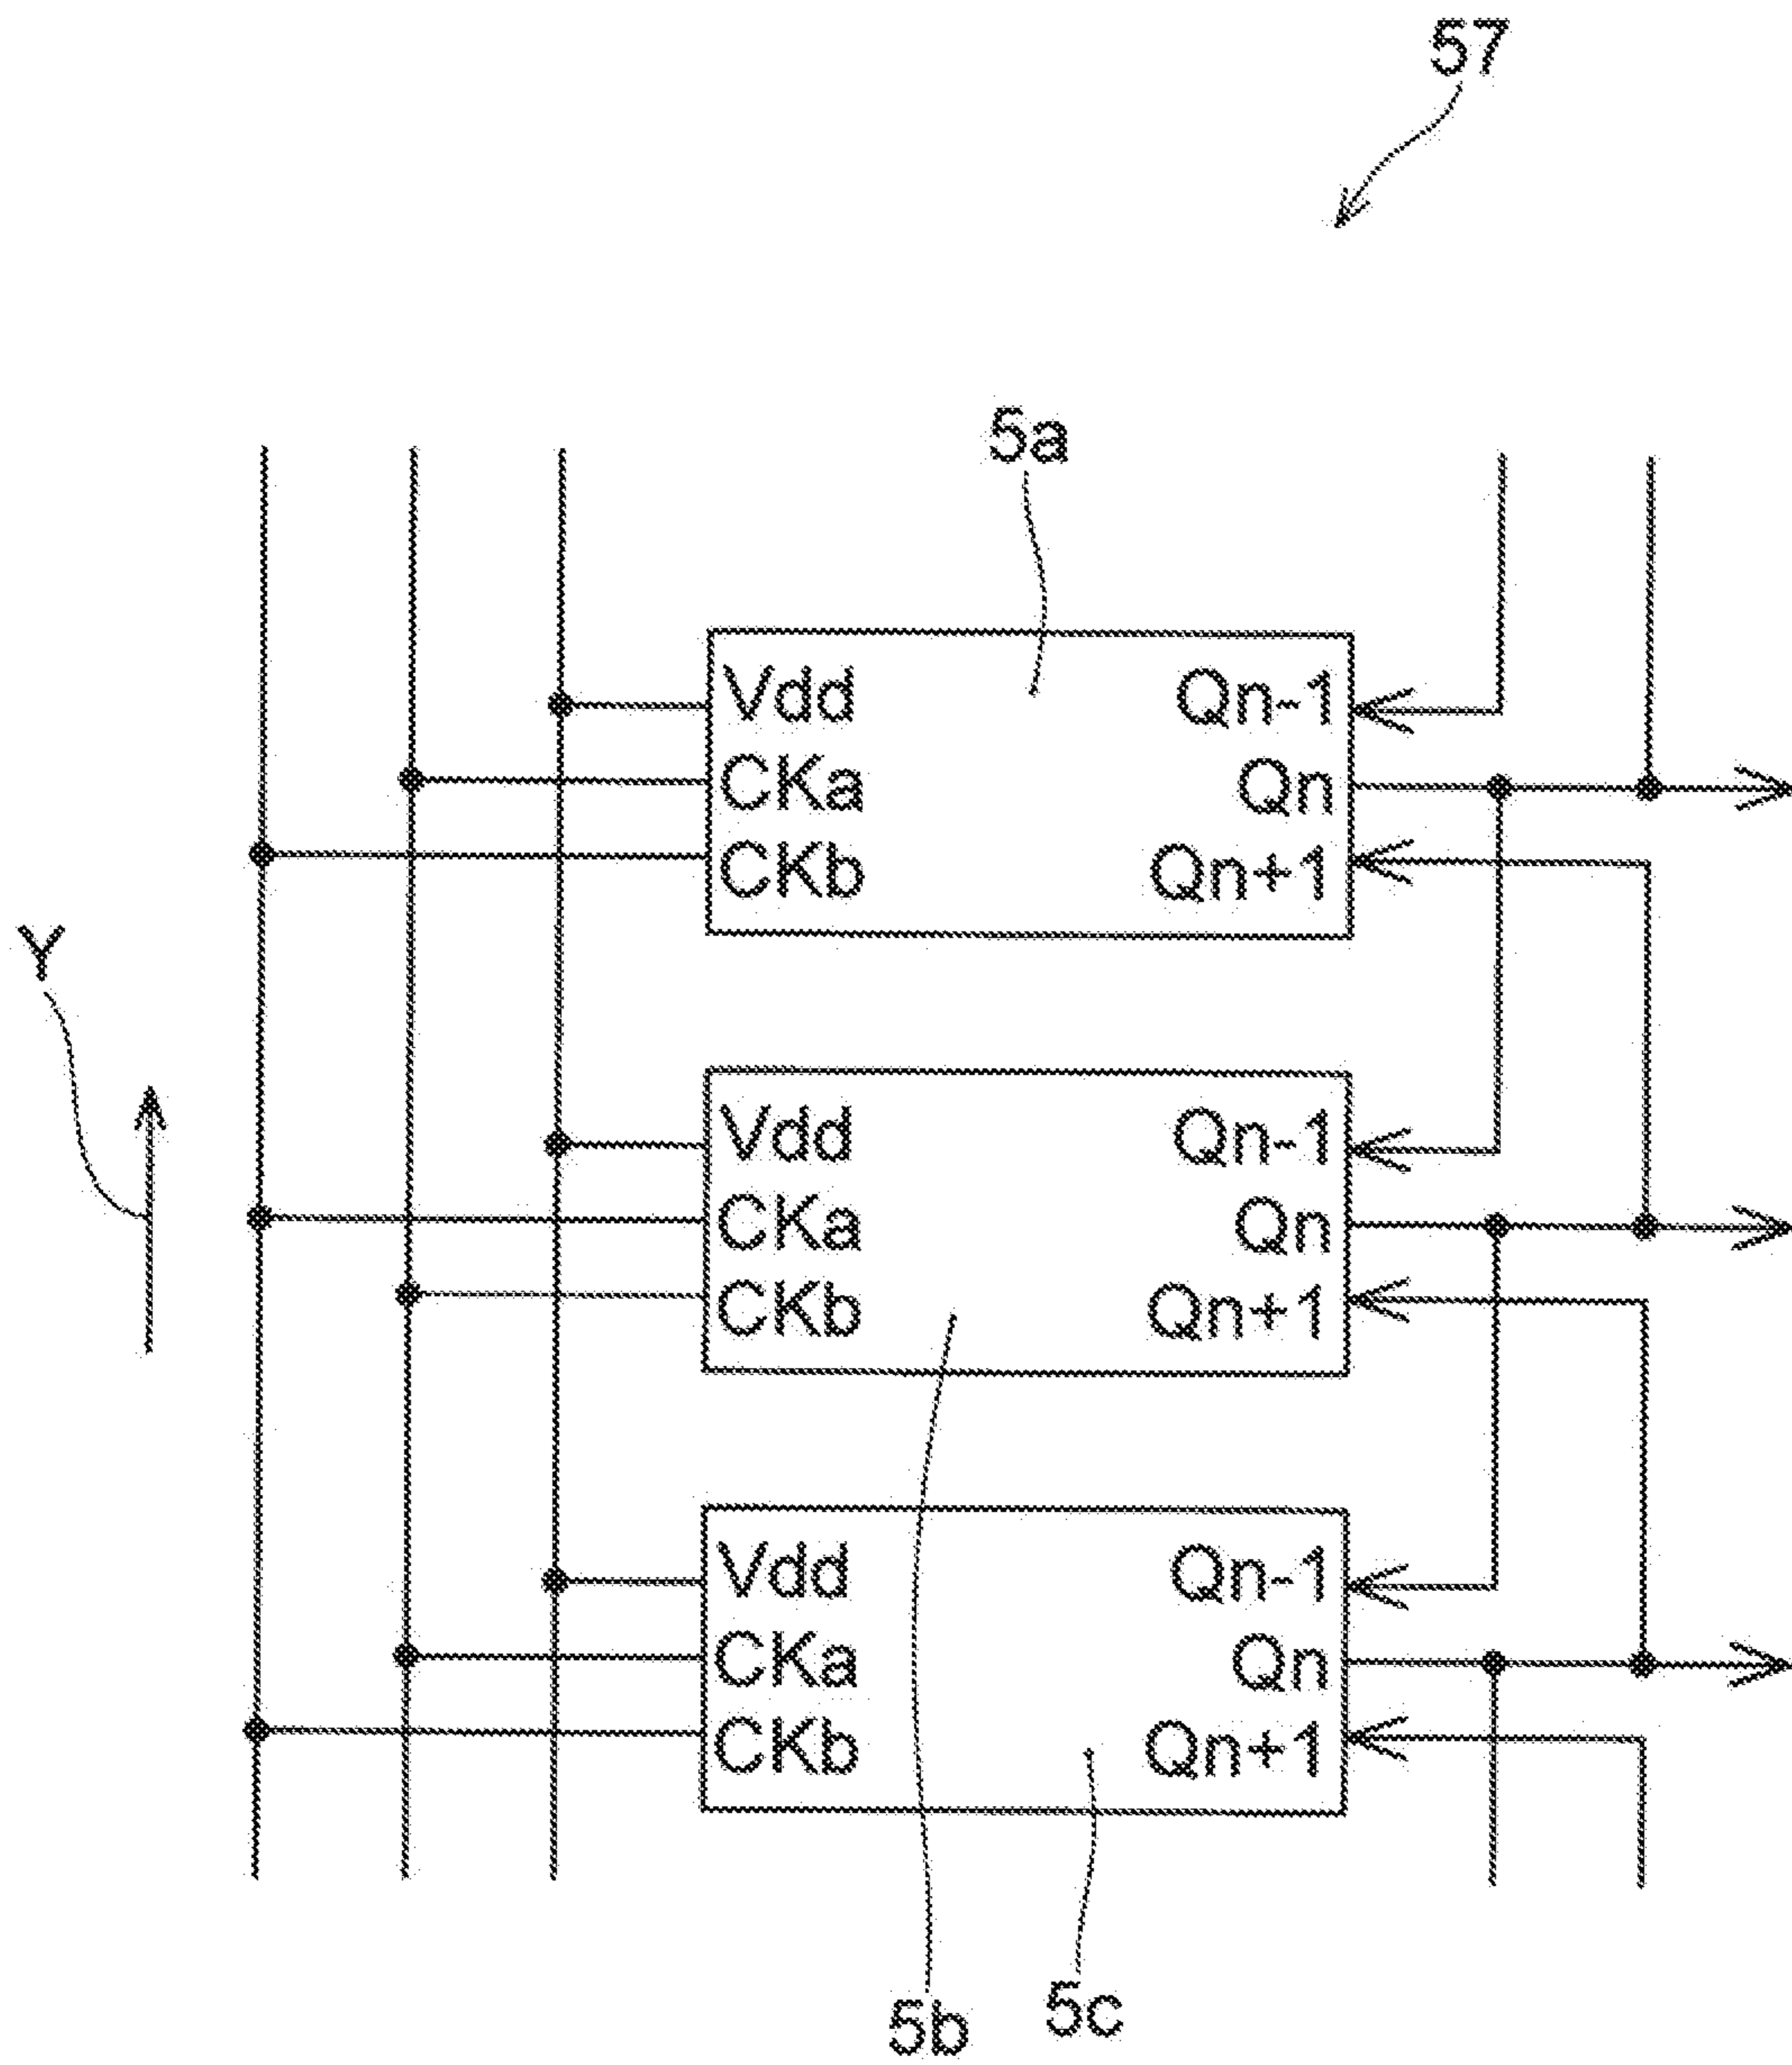 57
5a
Vdd
Qn-1
CKa
Qn
CKb
Qn+1
Y
Vdd
Qn-1
CKa
Qn
CKb
Qn+1
Vdd
Qn-1
CKa
Qn
CKb
Qn+1
5b
5c